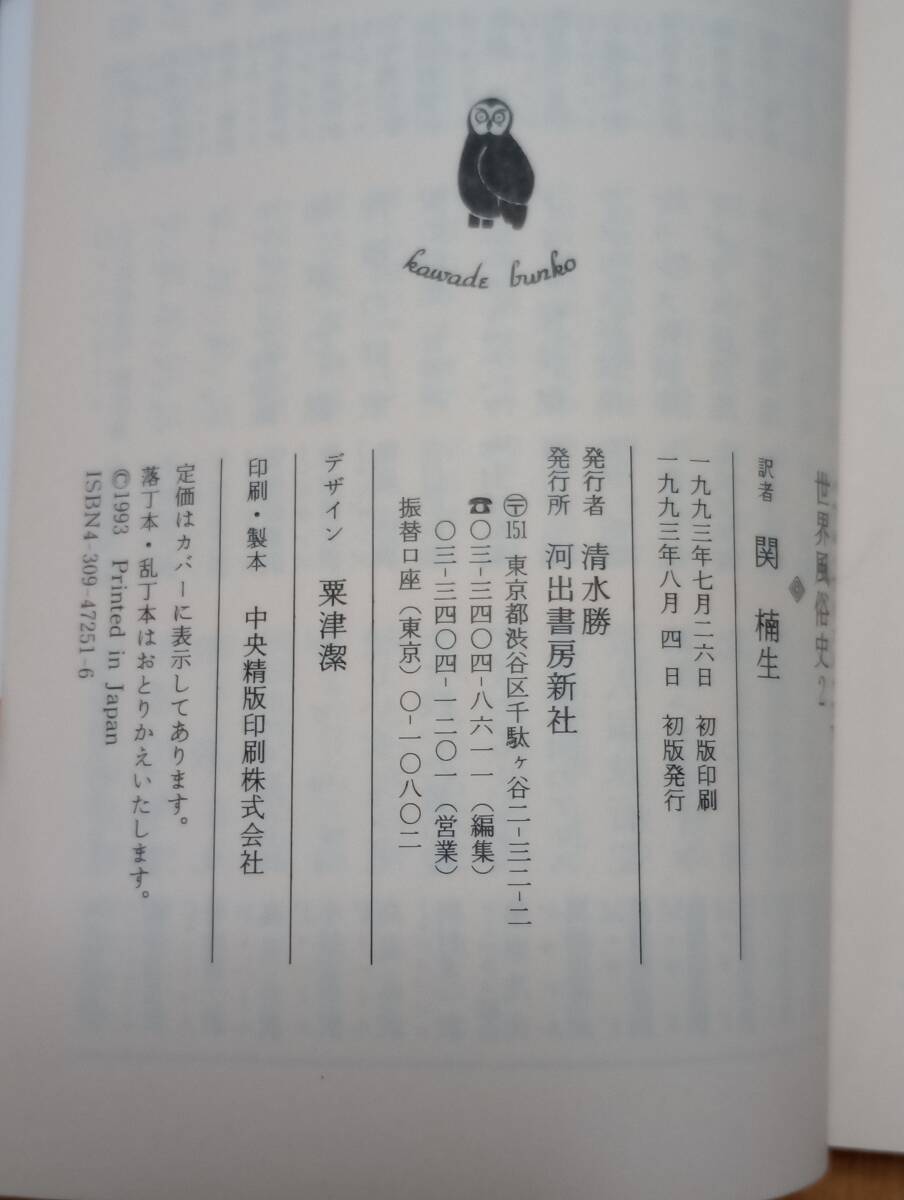 kawade bunko
世界風俗史2
訳者 関 楠生
一九九三年七月二六日 初版印刷
一九九三年八月 四 日 初版発行
発行者 清水勝
発行所 河出書房新社
〒151 東京都渋谷区千駄ヶ谷二-三二-二
☎〇三-三四〇四-八六一一(編集)
〇三-三四〇四-一二〇一(営業)
振替口座(東京)〇-一〇八〇二
デザイン 粟津潔
印刷・製本 中央精版印刷株式会社
定価はカバーに表示してあります。
落丁本・乱丁本はおとりかえいたします。
©1993 Printed in Japan
ISBN4-309-47251-6